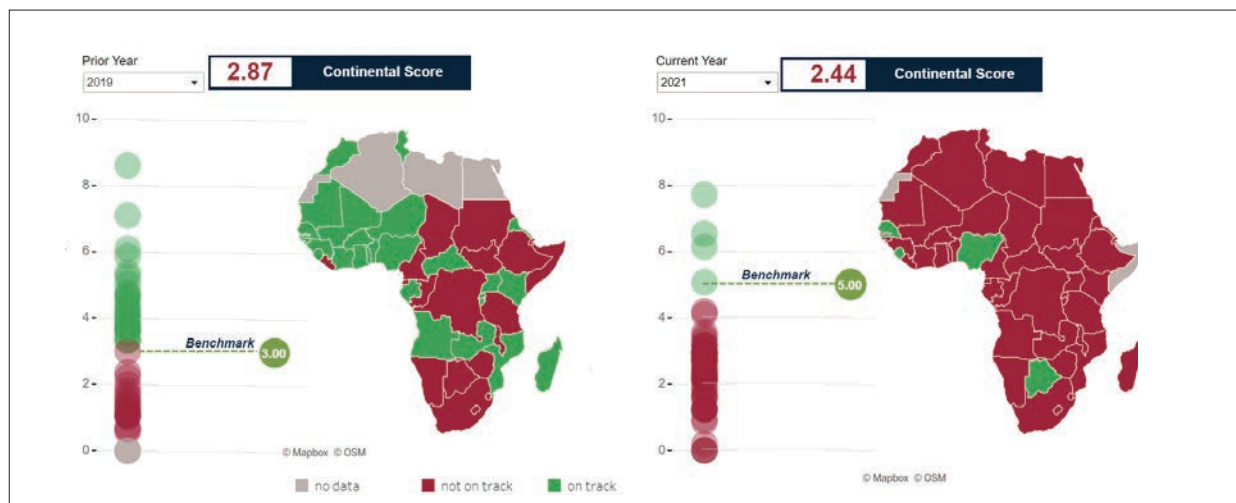 Prior Year
2019
2.87 Continental Score
10
8
6
4
2
0
Benchmark 3.00
© Mapbox © OSM
no data not on track on track
Current Year
2021
2.44 Continental Score
10
8
6
4
2
0
Benchmark 5.00
© Mapbox © OSM